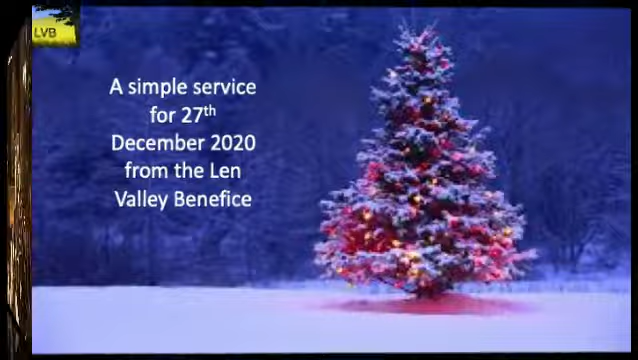 LVB
A simple service
for 27th
December 2020
from the Len
Valley Benefice